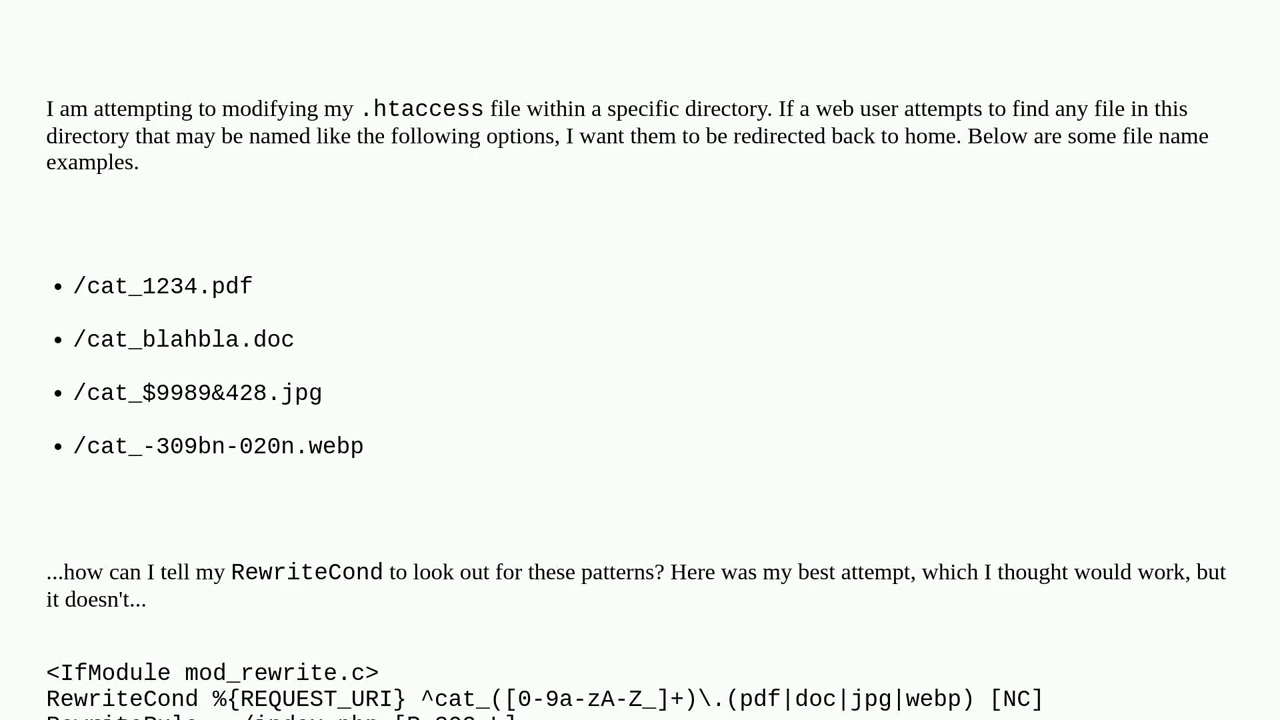 I am attempting to modifying my .htaccess file within a specific directory. If a web user attempts to find any file in this
directory that may be named like the following options, I want them to be redirected back to home. Below are some file name
examples.
• /cat_1234.pdf
• /cat_blahbla.doc
• /cat_$9989&428.jpg
• /cat_-309bn-020n.webp
...how can I tell my RewriteCond to look out for these patterns? Here was my best attempt, which I thought would work, but
it doesn't...
<IfModule mod_rewrite.c>
RewriteCond %{REQUEST_URI} ^cat_([0-9a-zA-Z_]+)\.(pdf|doc|jpg|webp) [NC]